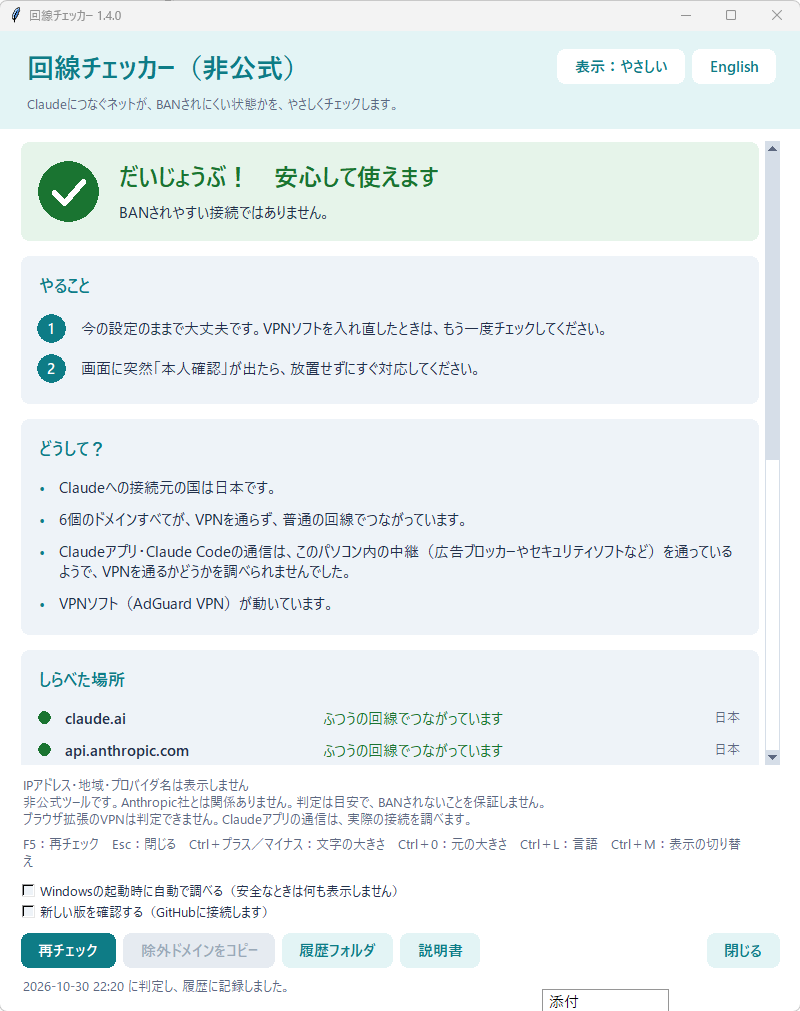 回線チェッカー 1.4.0
回線チェッカー（非公式）
表示：やさしい
English
Claudeにつなぐネットが、BANされにくい状態かを、やさしくチェックします。
だいじょうぶ！　安心して使えます
BANされやすい接続ではありません。
やること
1 今の設定のままで大丈夫です。VPNソフトを入れ直したときは、もう一度チェックしてください。
2 画面に突然「本人確認」が出たら、放置せずにすぐ対応してください。
どうして？
• Claudeへの接続元の国は日本です。
• 6個のドメインすべてが、VPNを通らず、普通の回線でつながっています。
• Claudeアプリ・Claude Codeの通信は、このパソコン内の中継（広告ブロッカーやセキュリティソフトなど）を通っている
ようで、VPNを通るかどうかを調べられませんでした。
• VPNソフト（AdGuard VPN）が動いています。
しらべた場所
claude.ai ふつうの回線でつながっています 日本
api.anthropic.com ふつうの回線でつながっています 日本
IPアドレス・地域・プロバイダ名は表示しません
非公式ツールです。Anthropic社とは関係ありません。判定は目安で、BANされないことを保証しません。
ブラウザ拡張のVPNは判定できません。Claudeアプリの通信は、実際の接続を調べます。
F5：再チェック　Esc：閉じる　Ctrl＋プラス／マイナス：文字の大きさ　Ctrl＋0：元の大きさ　Ctrl＋L：言語　Ctrl＋M：表示の切り替
え
Windowsの起動時に自動で調べる（安全なときは何も表示しません）
新しい版を確認する（GitHubに接続します）
再チェック
除外ドメインをコピー
履歴フォルダ
説明書
閉じる
2026-10-30 22:20 に判定し、履歴に記録しました。
添付